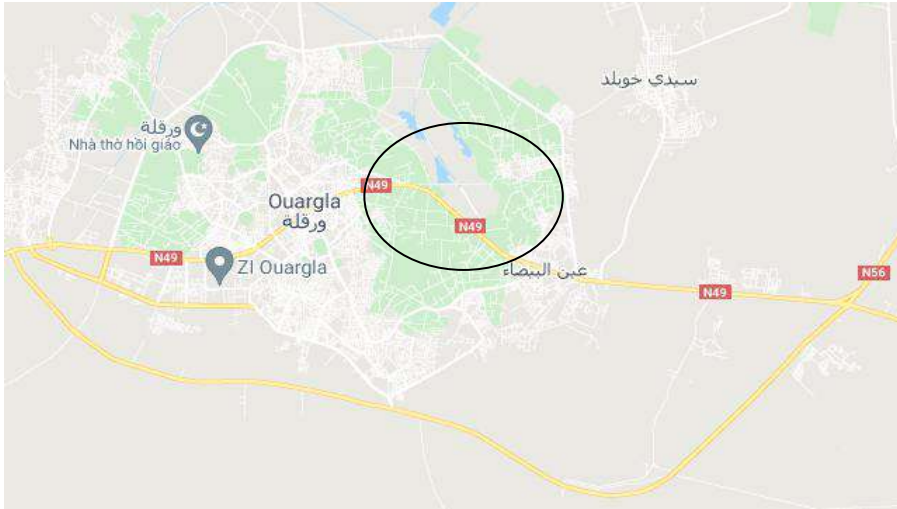 سيدي خويلد
ورقلة
Nhà thờ hồi giáo
N49
Ouargla
ورقلة
N49
N49
ZI Ouargla
عين البيضاء
N56
N49